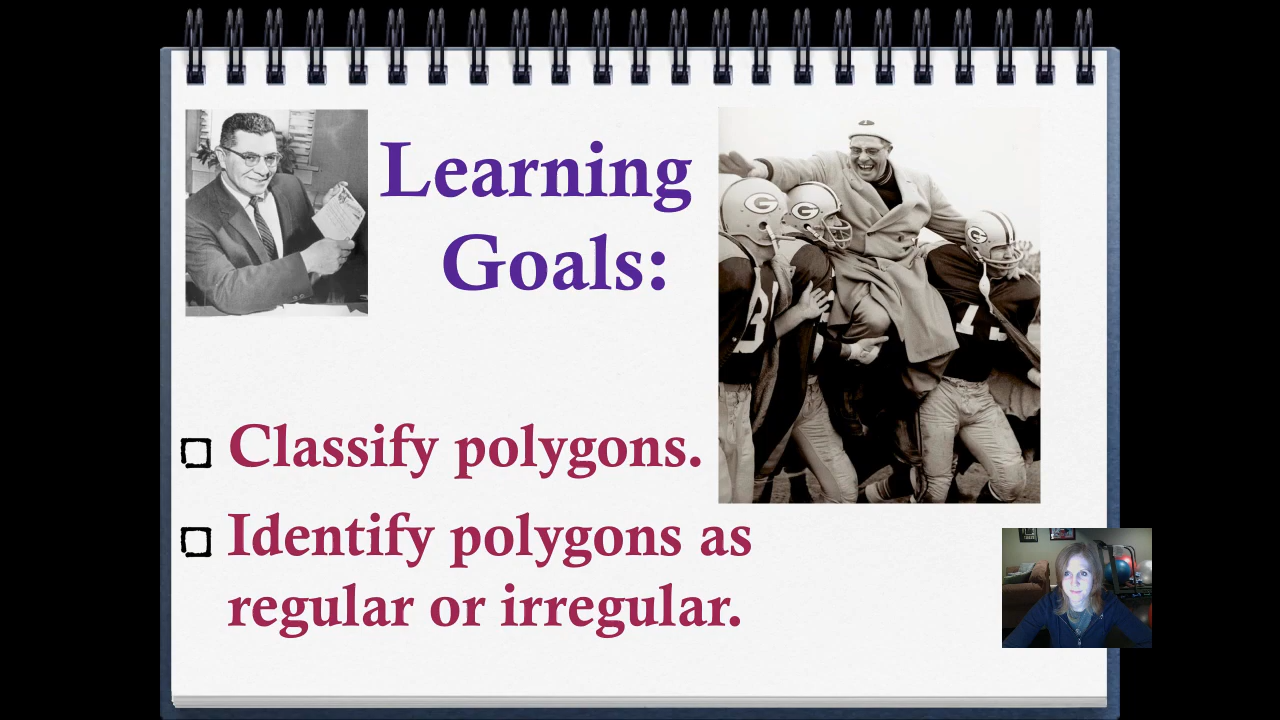 Learning
Goals:
Classify polygons.
Identify polygons as
regular or irregular.
G
G
G